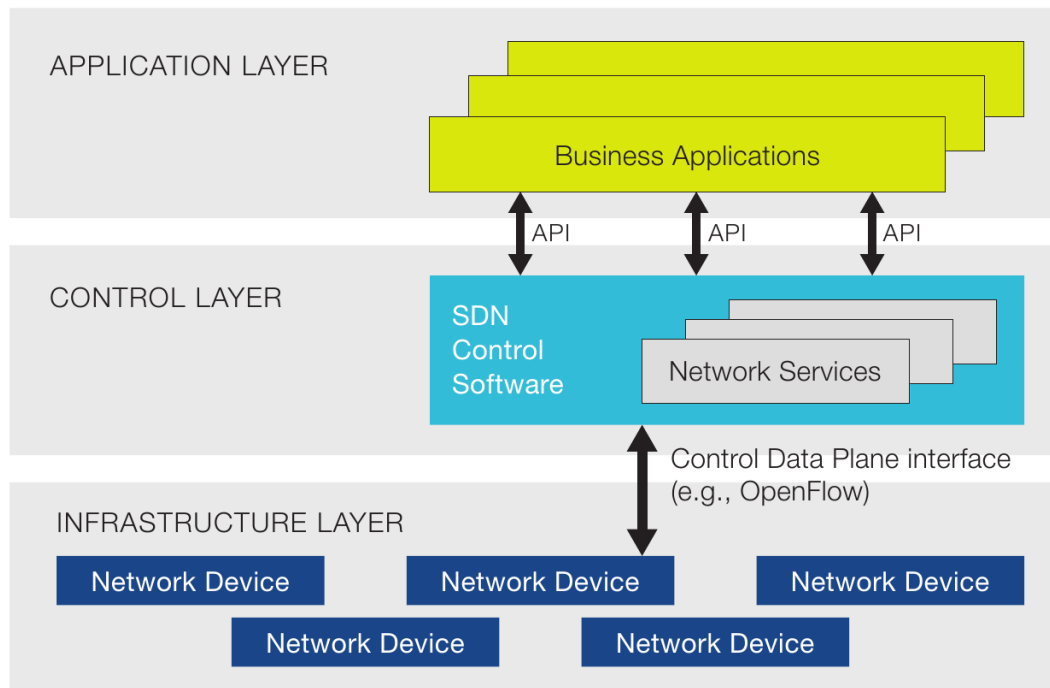 APPLICATION LAYER
Business Applications
API
API
API
CONTROL LAYER
SDN
Control
Software
Network Services
Control Data Plane interface
(e.g., OpenFlow)
INFRASTRUCTURE LAYER
Network Device
Network Device
Network Device
Network Device
Network Device